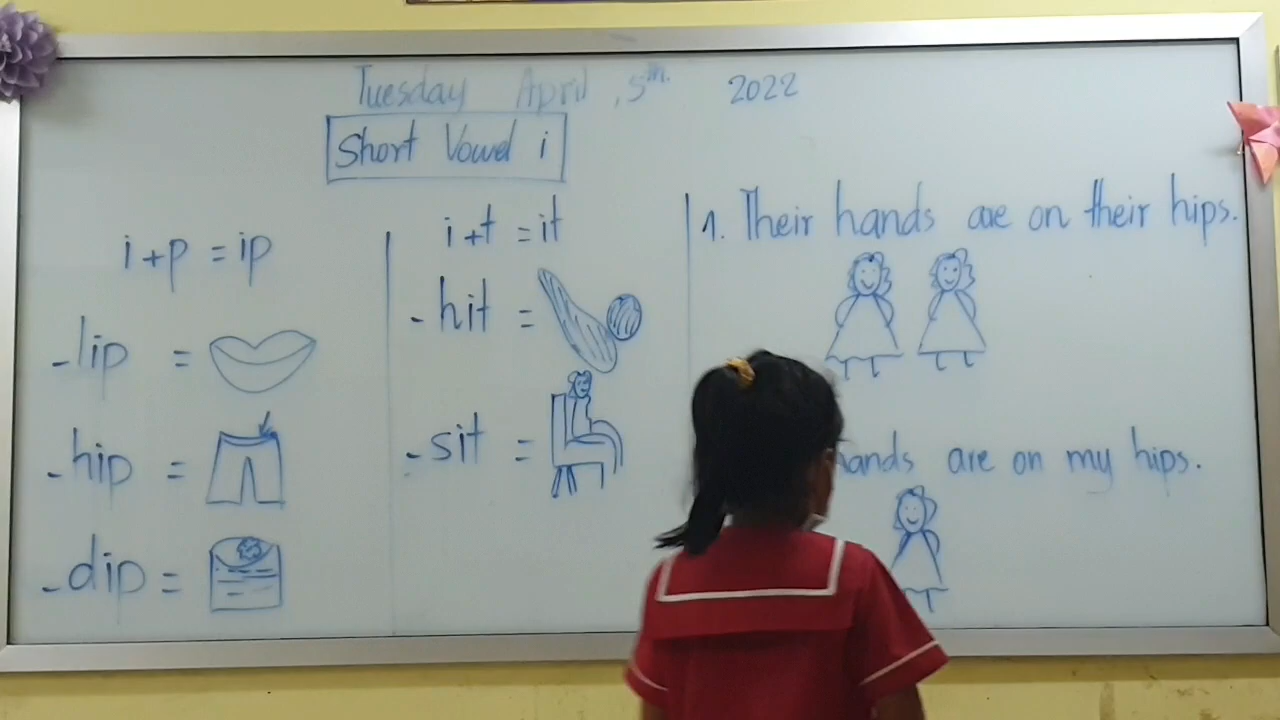 Tuesday April, 5th. 2022
Short Vowel i
i+p = ip
-lip =
-hip =
-dip =
i+t = it
-hit =
-sit =
1. Their hands are on their hips.
hands are on my hips.